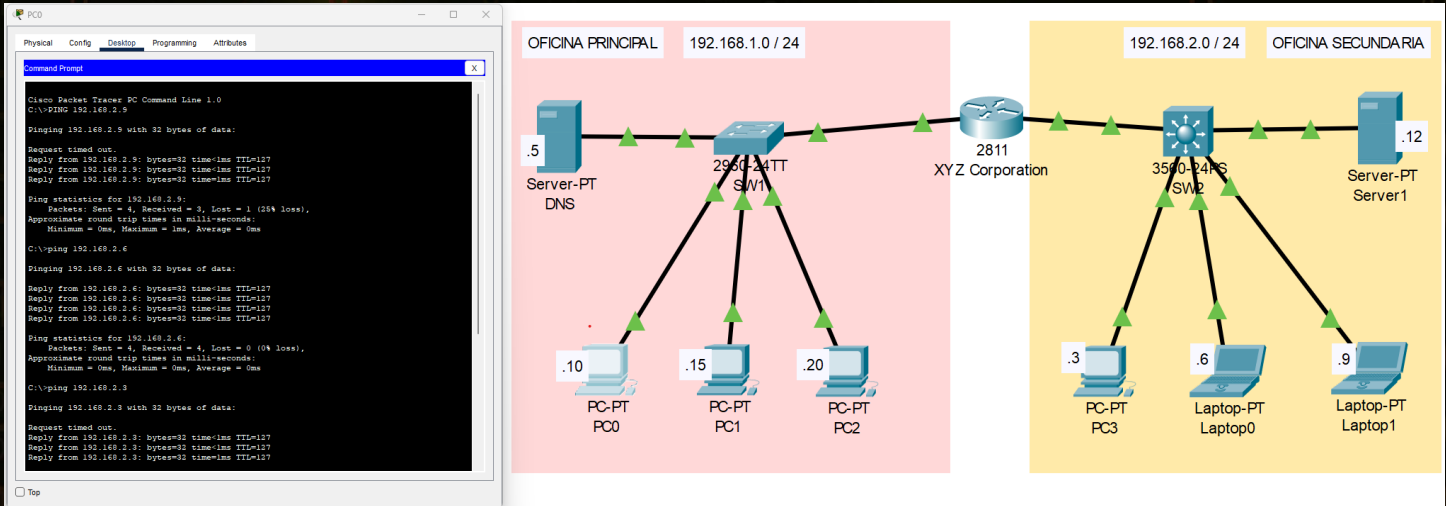 PC0
Physical Config Desktop Programming Attributes
Command Prompt
X
Cisco Packet Tracer PC Command Line 1.0
C:\>PING 192.168.2.9
Pinging 192.168.2.9 with 32 bytes of data:
Request timed out.
Reply from 192.168.2.9: bytes=32 time<1ms TTL=127
Reply from 192.168.2.9: bytes=32 time<1ms TTL=127
Reply from 192.168.2.9: bytes=32 time<1ms TTL=127
Ping statistics for 192.168.2.9:
Packets: Sent = 4, Received = 3, Lost = 1 (25% loss),
Approximate round trip times in milli-seconds:
Minimum = 0ms, Maximum = 1ms, Average = 0ms
C:\>ping 192.168.2.6
Pinging 192.168.2.6 with 32 bytes of data:
Reply from 192.168.2.6: bytes=32 time<1ms TTL=127
Reply from 192.168.2.6: bytes=32 time<1ms TTL=127
Reply from 192.168.2.6: bytes=32 time<1ms TTL=127
Reply from 192.168.2.6: bytes=32 time<1ms TTL=127
Ping statistics for 192.168.2.6:
Packets: Sent = 4, Received = 4, Lost = 0 (0% loss),
Approximate round trip times in milli-seconds:
Minimum = 0ms, Maximum = 0ms, Average = 0ms
C:\>ping 192.168.2.3
Pinging 192.168.2.3 with 32 bytes of data:
Request timed out.
Reply from 192.168.2.3: bytes=32 time<1ms TTL=127
Reply from 192.168.2.3: bytes=32 time<1ms TTL=127
Reply from 192.168.2.3: bytes=32 time=1ms TTL=127
Top
OFICINA PRINCIPAL
192.168.1.0 / 24
.5
Server-PT
DNS
2950-24TT
SW1
.10
PC-PT
PC0
.15
PC-PT
PC1
.20
PC-PT
PC2
2811
XYZ Corporation
192.168.2.0 / 24
OFICINA SECUNDARIA
3560-24PS
SW2
.12
Server-PT
Server1
.3
PC-PT
PC3
.6
Laptop-PT
Laptop0
.9
Laptop-PT
Laptop1